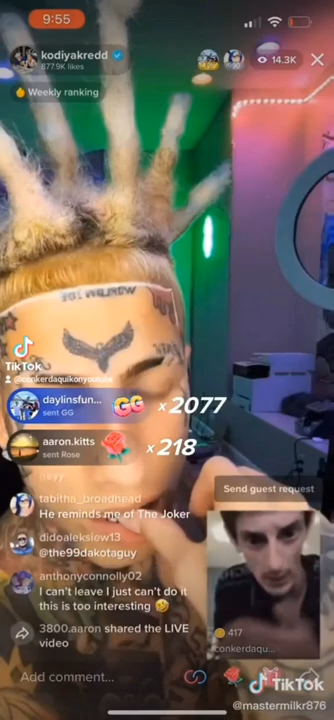 9:55
kodiyakredd
877.9K likes
14.3K
Weekly ranking
TikTok
@conkerdaquikonyoutube
daylinsfun...
sent GG
GG
x2077
aaron.kitts
sent Rose
x218
Send guest request
tabitha_broadhead
He reminds me of The Joker
didoaleksiew13
@the99dakotaguy
anthonyconnolly02
I can't leave I just can't do it
this is too interesting 🤣
3800.aaron shared the LIVE
video
417
conkerdaqu...
Add comment...
TikTok
@mastermilkr876